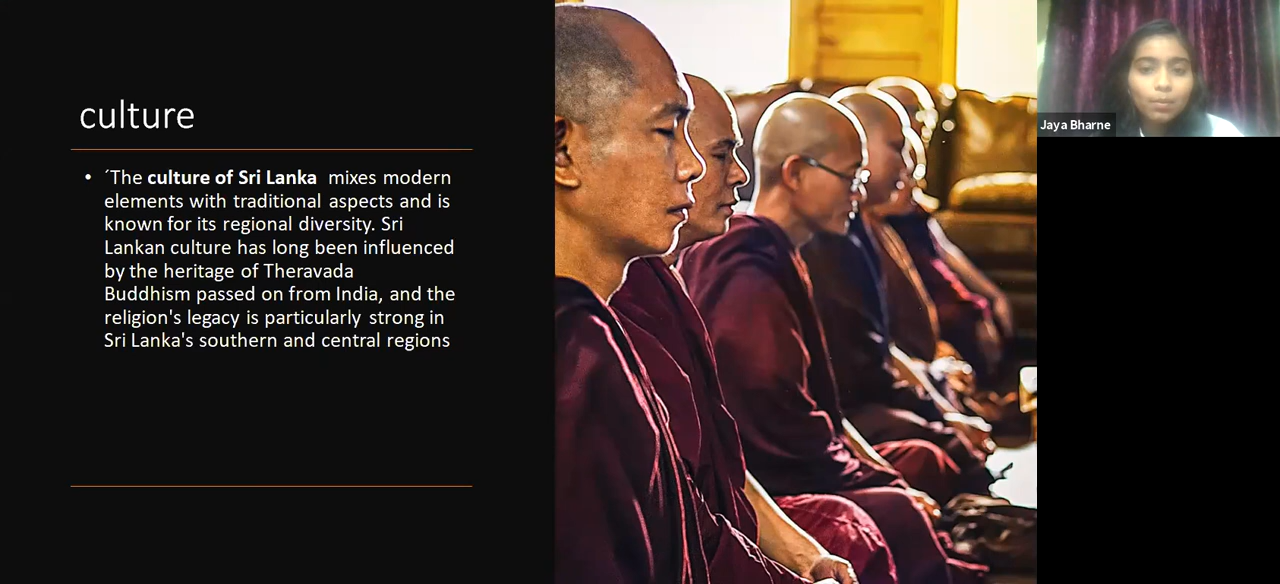 culture
• ´The culture of Sri Lanka  mixes modern
elements with traditional aspects and is
known for its regional diversity. Sri
Lankan culture has long been influenced
by the heritage of Theravada
Buddhism passed on from India, and the
religion's legacy is particularly strong in
Sri Lanka's southern and central regions
Jaya Bharne